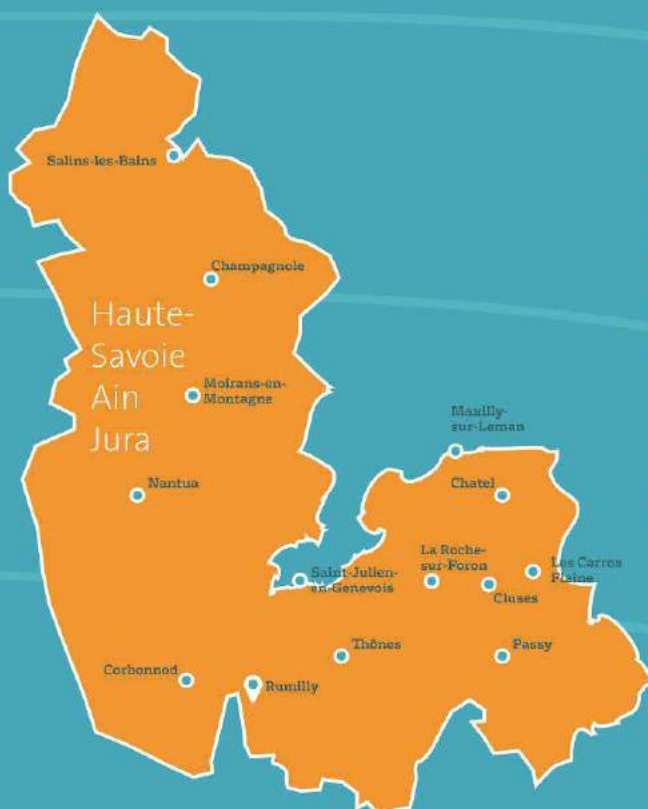 Salins-les-Bains
Champagnole
Haute-
Savoie
Ain
Jura
Moirans-en-
Montagne
Maxilly-
sur-Leman
Nantua
Chatel
La Roche-
sur-Foron
Les Carroz
Flaine
Saint-Julien-
en-Genevois
Cluses
Thônes
Passy
Corbonnod
Rumilly